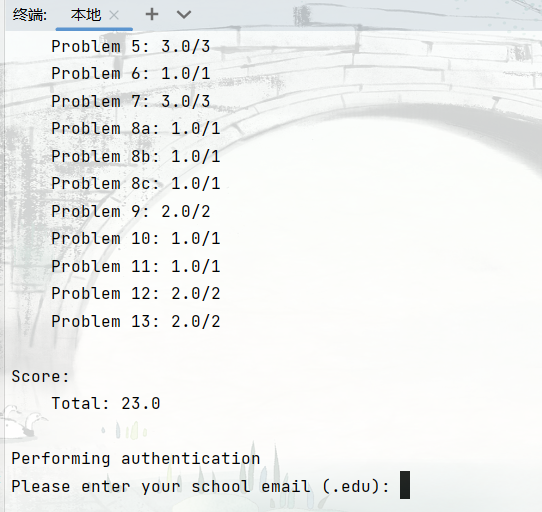 终端: 本地
Problem 5: 3.0/3
Problem 6: 1.0/1
Problem 7: 3.0/3
Problem 8a: 1.0/1
Problem 8b: 1.0/1
Problem 8c: 1.0/1
Problem 9: 2.0/2
Problem 10: 1.0/1
Problem 11: 1.0/1
Problem 12: 2.0/2
Problem 13: 2.0/2
Score:
Total: 23.0
Performing authentication
Please enter your school email (.edu):